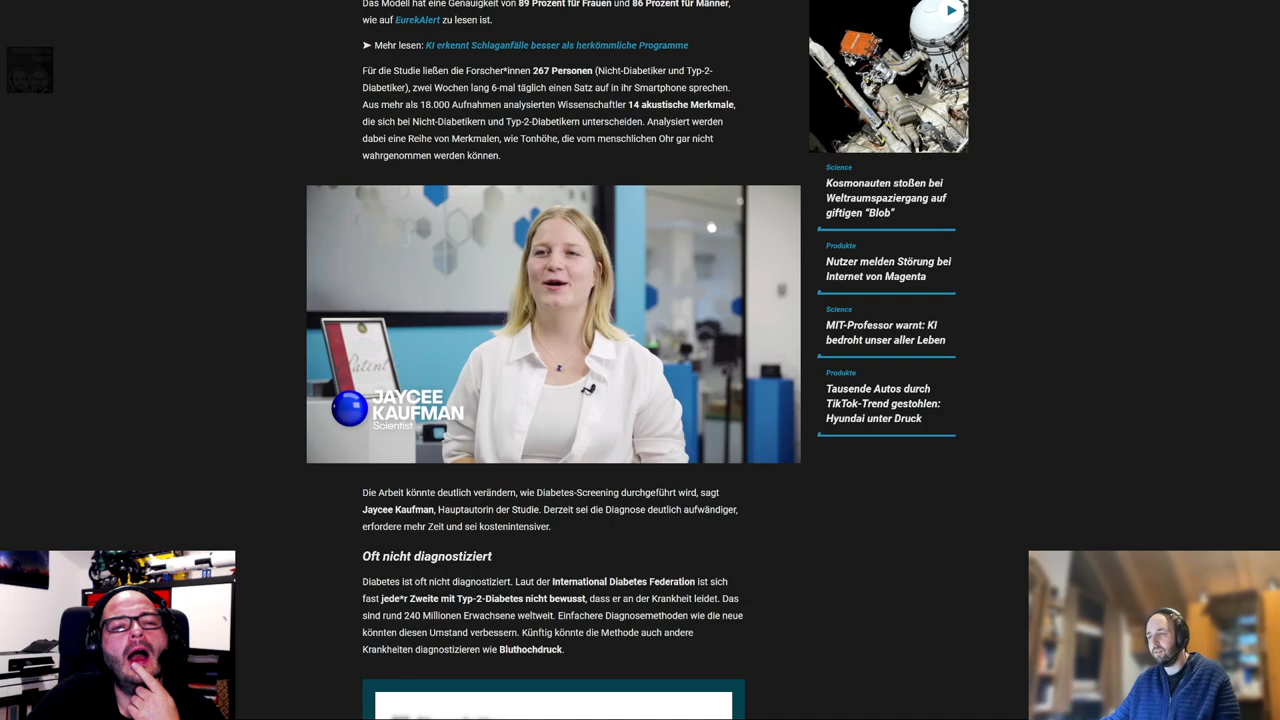 Das Modell hat eine Genauigkeit von 89 Prozent für Frauen und 86 Prozent für Männer,
wie auf EurekAlert zu lesen ist.
➤ Mehr lesen: KI erkennt Schlaganfälle besser als herkömmliche Programme
Für die Studie ließen die Forscher*innen 267 Personen (Nicht-Diabetiker und Typ-2-
Diabetiker), zwei Wochen lang 6-mal täglich einen Satz auf in ihr Smartphone sprechen.
Aus mehr als 18.000 Aufnahmen analysierten Wissenschaftler 14 akustische Merkmale,
die sich bei Nicht-Diabetikern und Typ-2-Diabetikern unterscheiden. Analysiert werden
dabei eine Reihe von Merkmalen, wie Tonhöhe, die vom menschlichen Ohr gar nicht
wahrgenommen werden können.
Patent
JAYCEE
KAUFMAN
Scientist
Die Arbeit könnte deutlich verändern, wie Diabetes-Screening durchgeführt wird, sagt
Jaycee Kaufman, Hauptautorin der Studie. Derzeit sei die Diagnose deutlich aufwändiger,
erfordere mehr Zeit und sei kostenintensiver.
Oft nicht diagnostiziert
Diabetes ist oft nicht diagnostiziert. Laut der International Diabetes Federation ist sich
fast jede*r Zweite mit Typ-2-Diabetes nicht bewusst, dass er an der Krankheit leidet. Das
sind rund 240 Millionen Erwachsene weltweit. Einfachere Diagnosemethoden wie die neue
könnten diesen Umstand verbessern. Künftig könnte die Methode auch andere
Krankheiten diagnostizieren wie Bluthochdruck.
Science
Kosmonauten stoßen bei
Weltraumspaziergang auf
giftigen "Blob"
Produkte
Nutzer melden Störung bei
Internet von Magenta
Science
MIT-Professor warnt: KI
bedroht unser aller Leben
Produkte
Tausende Autos durch
TikTok-Trend gestohlen:
Hyundai unter Druck